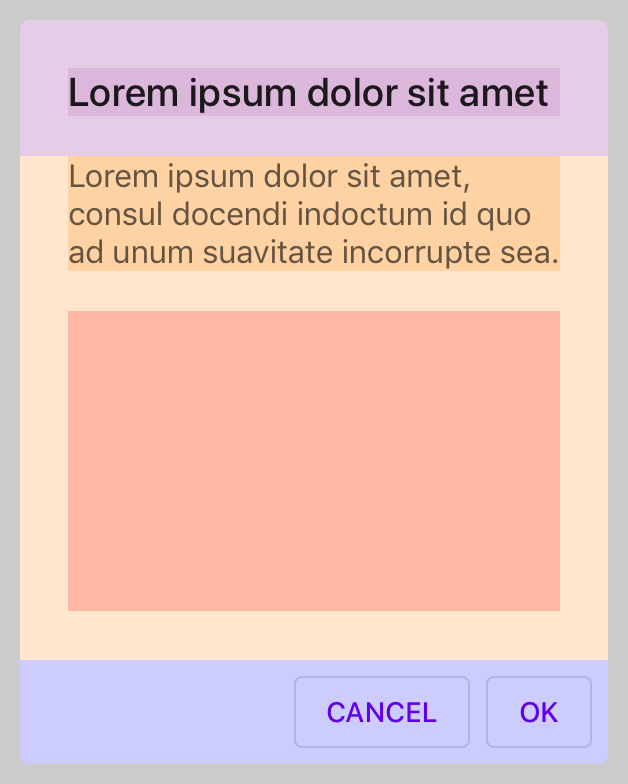 Lorem ipsum dolor sit amet
Lorem ipsum dolor sit amet,
consul docendi indoctum id quo
ad unum suavitate incorrupte sea.
CANCEL OK